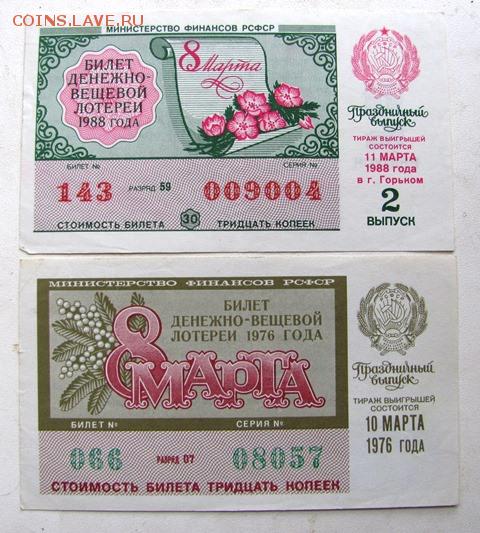 COINS.LAVE.RU
МИНИСТЕРСТВО ФИНАНСОВ РСФСР
БИЛЕТ
ДЕНЕЖНО-
ВЕЩЕВОЙ
ЛОТЕРЕИ
1988 ГОДА
8 Марта
Праздничный
выпуск
ТИРАЖ ВЫИГРЫШЕЙ
СОСТОИТСЯ
11 МАРТА
1988 года
в г. Горьком
2
ВЫПУСК
БИЛЕТ № СЕРИЯ №
143 РАЗРЯД 59 009004
СТОИМОСТЬ БИЛЕТА 30 ТРИДЦАТЬ КОПЕЕК
МИНИСТЕРСТВО ФИНАНСОВ РСФСР
БИЛЕТ
ДЕНЕЖНО-ВЕЩЕВОЙ
ЛОТЕРЕИ 1976 ГОДА
8 МАРТА
РСФСР
Праздничный
выпуск
ТИРАЖ ВЫИГРЫШЕЙ
СОСТОИТСЯ
10 МАРТА
1976 ГОДА
БИЛЕТ № СЕРИЯ №
066 РАЗРЯД 07 08057
СТОИМОСТЬ БИЛЕТА ТРИДЦАТЬ КОПЕЕК